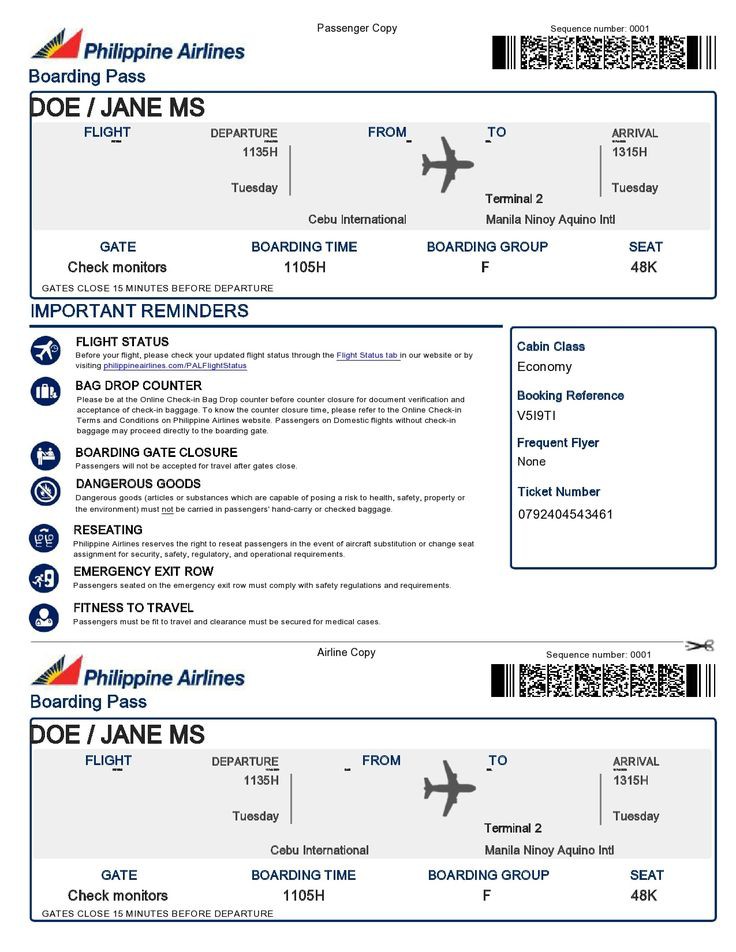 Passenger Copy
Sequence number: 0001
Philippine Airlines
Boarding Pass
DOE / JANE MS
FLIGHT DEPARTURE FROM TO ARRIVAL
1135H 1315H
Tuesday Tuesday
Terminal 2
Cebu International Manila Ninoy Aquino Intl
GATE BOARDING TIME BOARDING GROUP SEAT
Check monitors 1105H F 48K
GATES CLOSE 15 MINUTES BEFORE DEPARTURE
IMPORTANT REMINDERS
FLIGHT STATUS
Before your flight, please check your updated flight status through the Flight Status tab in our website or by
visiting philippineairlines.com/PALFlightStatus
BAG DROP COUNTER
Please be at the Online Check-in Bag Drop counter before counter closure for document verification and
acceptance of check-in baggage. To know the counter closure time, please refer to the Online Check-in
Terms and Conditions on Philippine Airlines website. Passengers on Domestic flights without check-in
baggage may proceed directly to the boarding gate.
BOARDING GATE CLOSURE
Passengers will not be accepted for travel after gates close.
DANGEROUS GOODS
Dangerous goods (articles or substances which are capable of posing a risk to health, safety, property or
the environment) must not be carried in passengers' hand-carry or checked baggage.
RESEATING
Philippine Airlines reserves the right to reseat passengers in the event of aircraft substitution or change seat
assignment for security, safety, regulatory, and operational requirements.
EMERGENCY EXIT ROW
Passengers seated on the emergency exit row must comply with safety regulations and requirements.
FITNESS TO TRAVEL
Passengers must be fit to travel and clearance must be secured for medical cases.
Cabin Class
Economy
Booking Reference
V5I9TI
Frequent Flyer
None
Ticket Number
0792404543461
Airline Copy
Sequence number: 0001
Philippine Airlines
Boarding Pass
DOE / JANE MS
FLIGHT DEPARTURE FROM TO ARRIVAL
1135H 1315H
Tuesday Tuesday
Terminal 2
Cebu International Manila Ninoy Aquino Intl
GATE BOARDING TIME BOARDING GROUP SEAT
Check monitors 1105H F 48K
GATES CLOSE 15 MINUTES BEFORE DEPARTURE